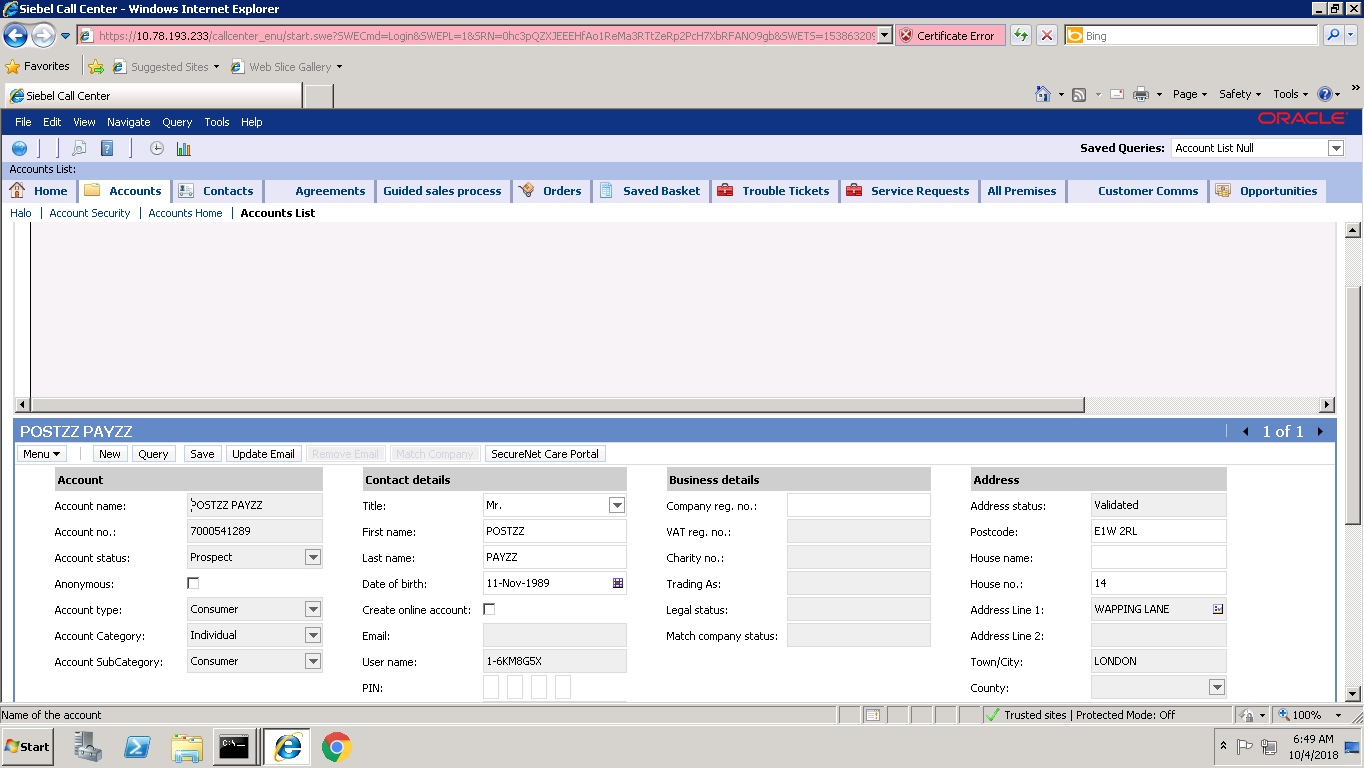 Siebel Call Center - Windows Internet Explorer
https://10.78.193.233/callcenter_enu/start.swe?SWECmd=Login&SWEPL=1&SRN= Certificate Error Bing
Favorites Suggested Sites Web Slice Gallery
Siebel Call Center Page Safety Tools
File Edit View Navigate Query Tools Help ORACLE
Saved Queries: Account List Null
Accounts List:
Home Accounts Contacts Agreements Guided sales process Orders Saved Basket Trouble Tickets Service Requests All Premises Customer Comms Opportunities
Halo Account Security Accounts Home Accounts List
POSTZZ PAYZZ 1 of 1
Menu New Query Save Update Email Remove Email Match Company SecureNet Care Portal
Account Contact details Business details Address
Account name: POSTZZ PAYZZ Title: Mr. Company reg. no.: Address status: Validated
Account no.: 7000541289 First name: POSTZZ VAT reg. no.: Postcode: E1W 2RL
Account status: Prospect Last name: PAYZZ Charity no.: House name:
Anonymous: Date of birth: 11-Nov-1989 Trading As: House no.: 14
Account type: Consumer Create online account: Legal status: Address Line 1: WAPPING LANE
Account Category: Individual Email: Match company status: Address Line 2:
Account SubCategory: Consumer User name: 1-6KM8G5X Town/City: LONDON
PIN: County:
Name of the account Trusted sites | Protected Mode: Off 100%
Start 6:49 AM
10/4/2018